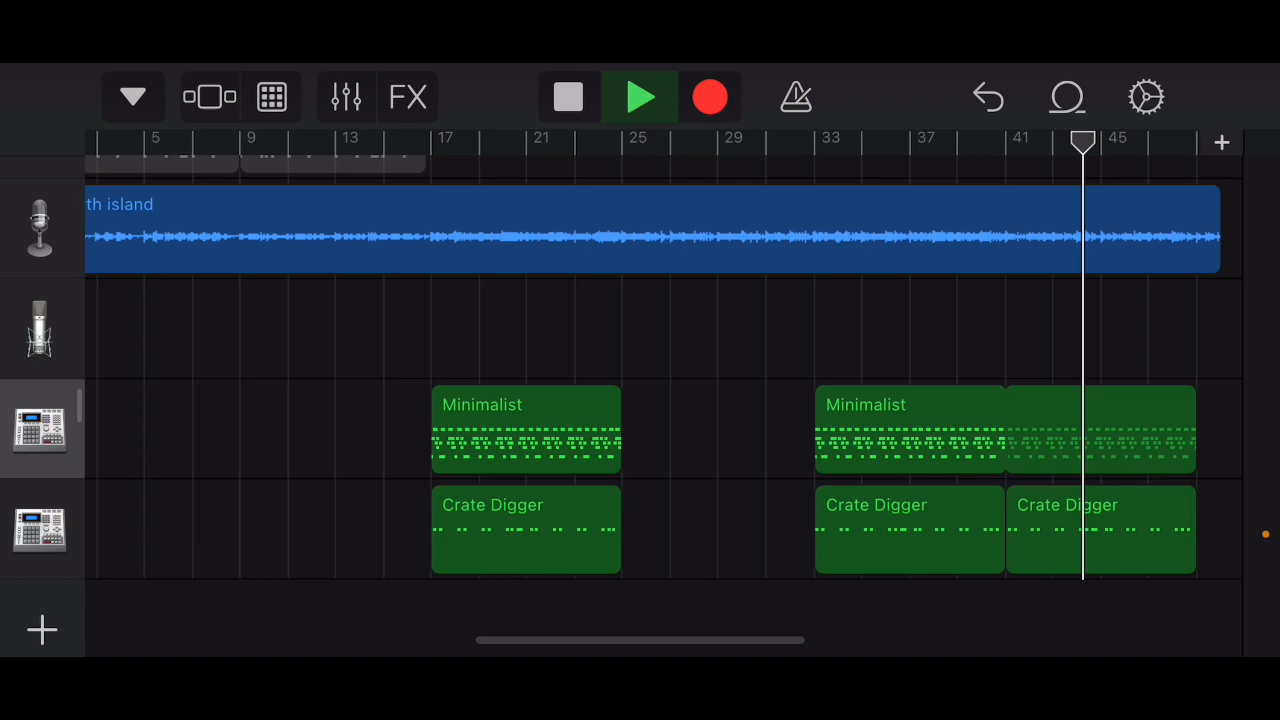 FX
5 9 13 17 21 25 29 33 37 41 45
th island
Minimalist Minimalist
Crate Digger Crate Digger Crate Digger